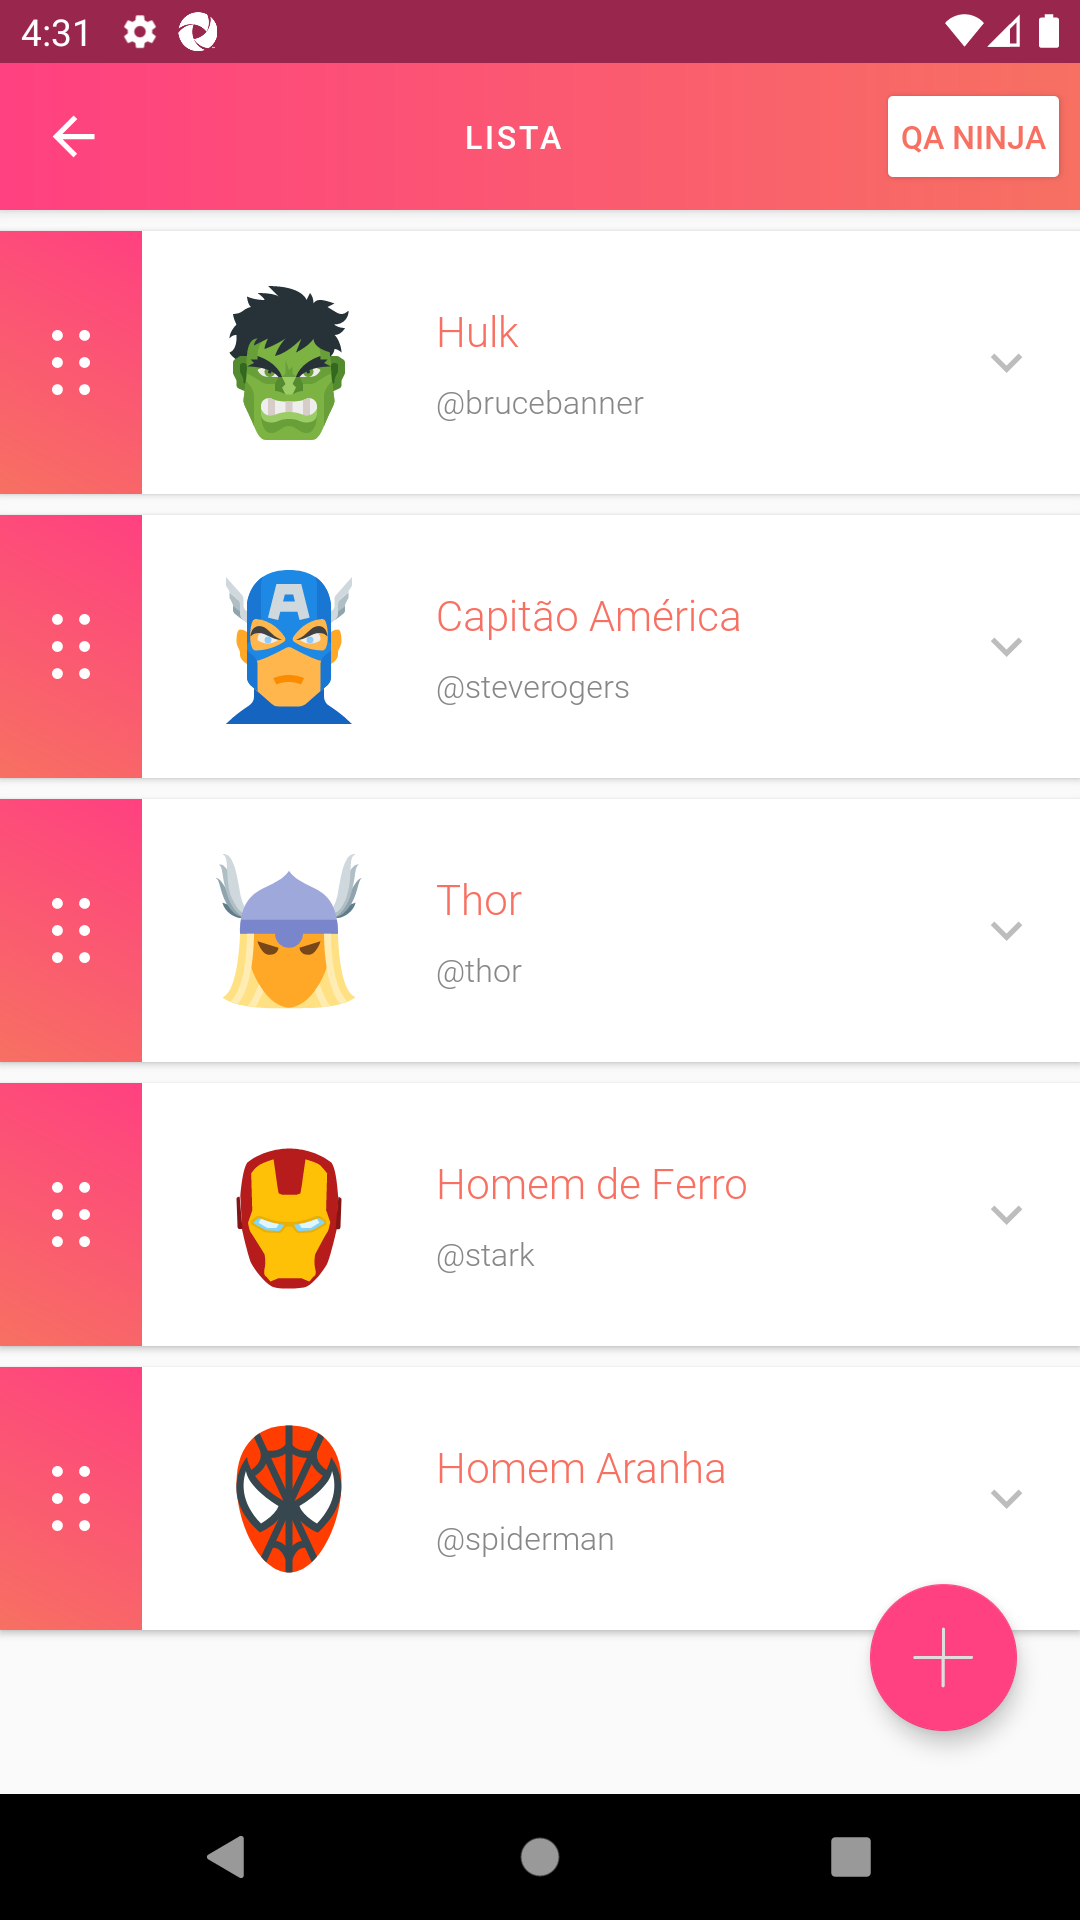 4:31
LISTA
QA NINJA
Hulk
@brucebanner
Capitão América
@steverogers
Thor
@thor
Homem de Ferro
@stark
Homem Aranha
@spiderman